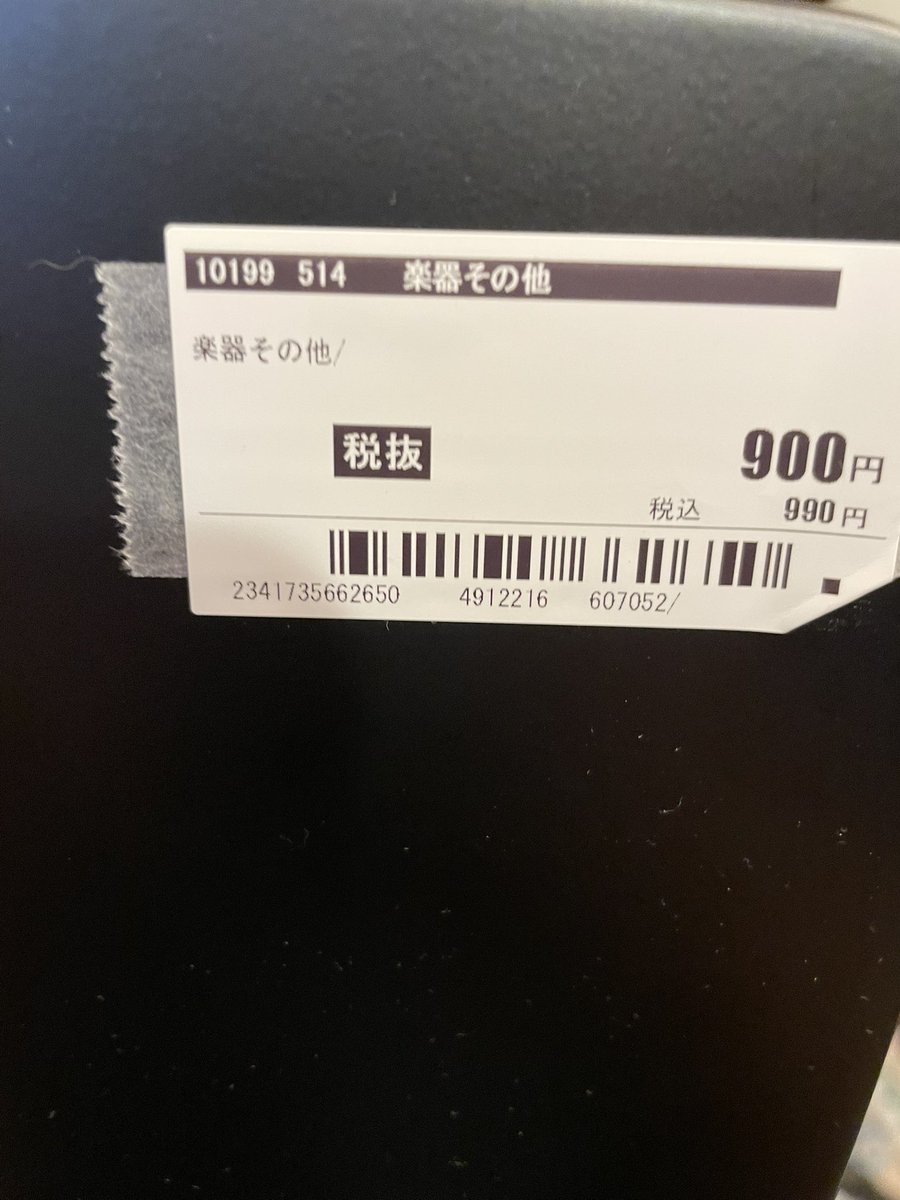 10199 514 楽器その他
楽器その他/
税抜 900円
税込 990円
2341735662650 4912216 607052/